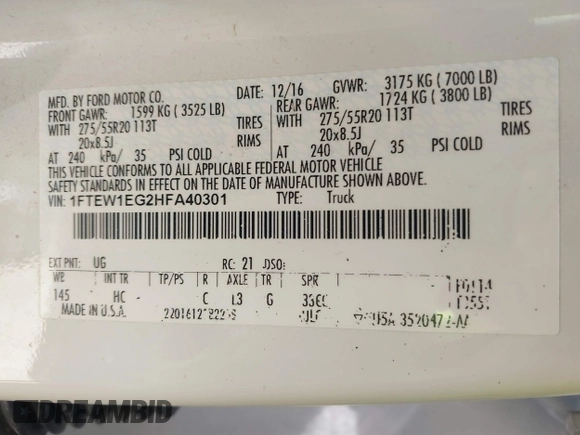 MFD. BY FORD MOTOR CO. DATE: 12/16 GVWR: 3175 KG ( 7000 LB)
FRONT GAWR: 1599 KG ( 3525 LB) REAR GAWR: 1724 KG ( 3800 LB)
WITH 275/55R20 113T TIRES WITH 275/55R20 113T TIRES
20x8.5J RIMS 20x8.5J RIMS
AT 240 kPa/ 35 PSI COLD AT 240 kPa/ 35 PSI COLD
THIS VEHICLE CONFORMS TO ALL APPLICABLE FEDERAL MOTOR VEHICLE
SAFETY STANDARDS IN EFFECT ON THE DATE OF MANUFACTURE SHOWN ABOVE.
VIN: 1FTEW1EG2HFA40301 TYPE: Truck
EXT PNT: UG RC: 21 DSO:
WB INT TR TP/PS R AXLE TR SPR
145 HC C L3 G
MADE IN U.S.A.
DREAMBID